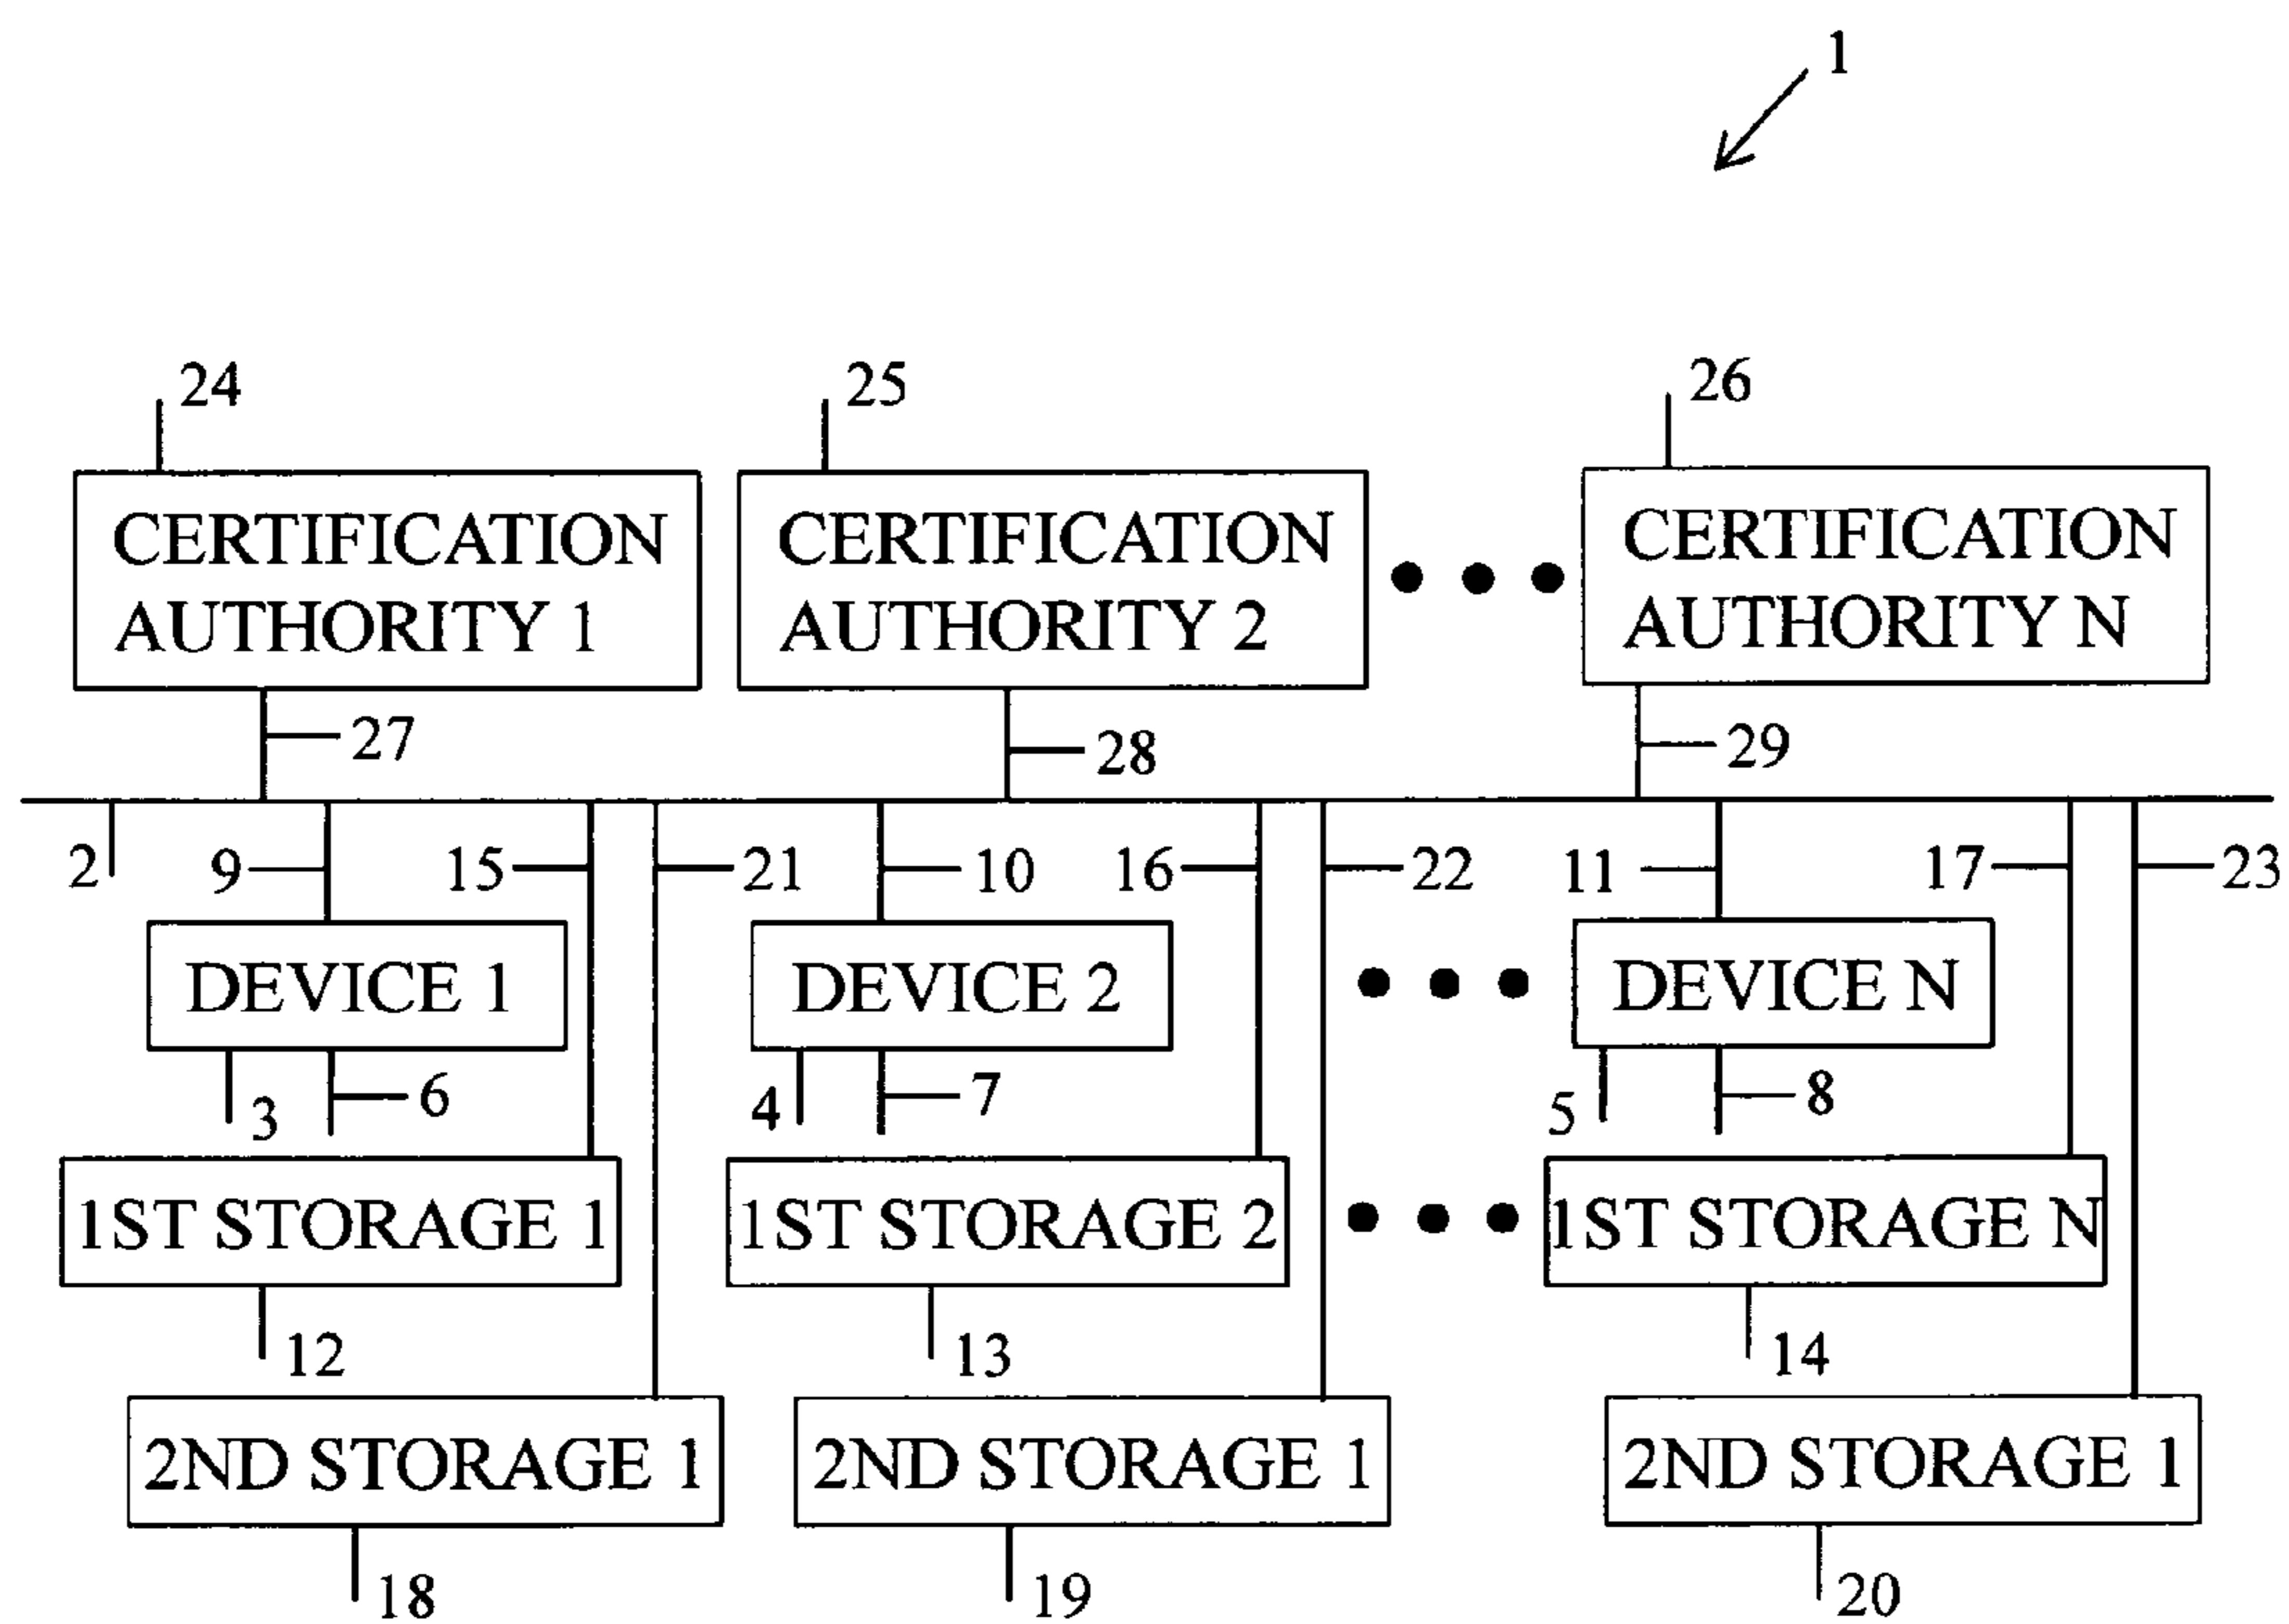 1
24
25
26
CERTIFICATION
AUTHORITY 1
CERTIFICATION
AUTHORITY 2
CERTIFICATION
AUTHORITY N
27
28
29
2
9
15
21
10
16
22
11
17
23
DEVICE 1
DEVICE 2
DEVICE N
3
6
4
7
5
8
1ST STORAGE 1
1ST STORAGE 2
1ST STORAGE N
12
13
14
2ND STORAGE 1
2ND STORAGE 1
2ND STORAGE 1
18
19
20